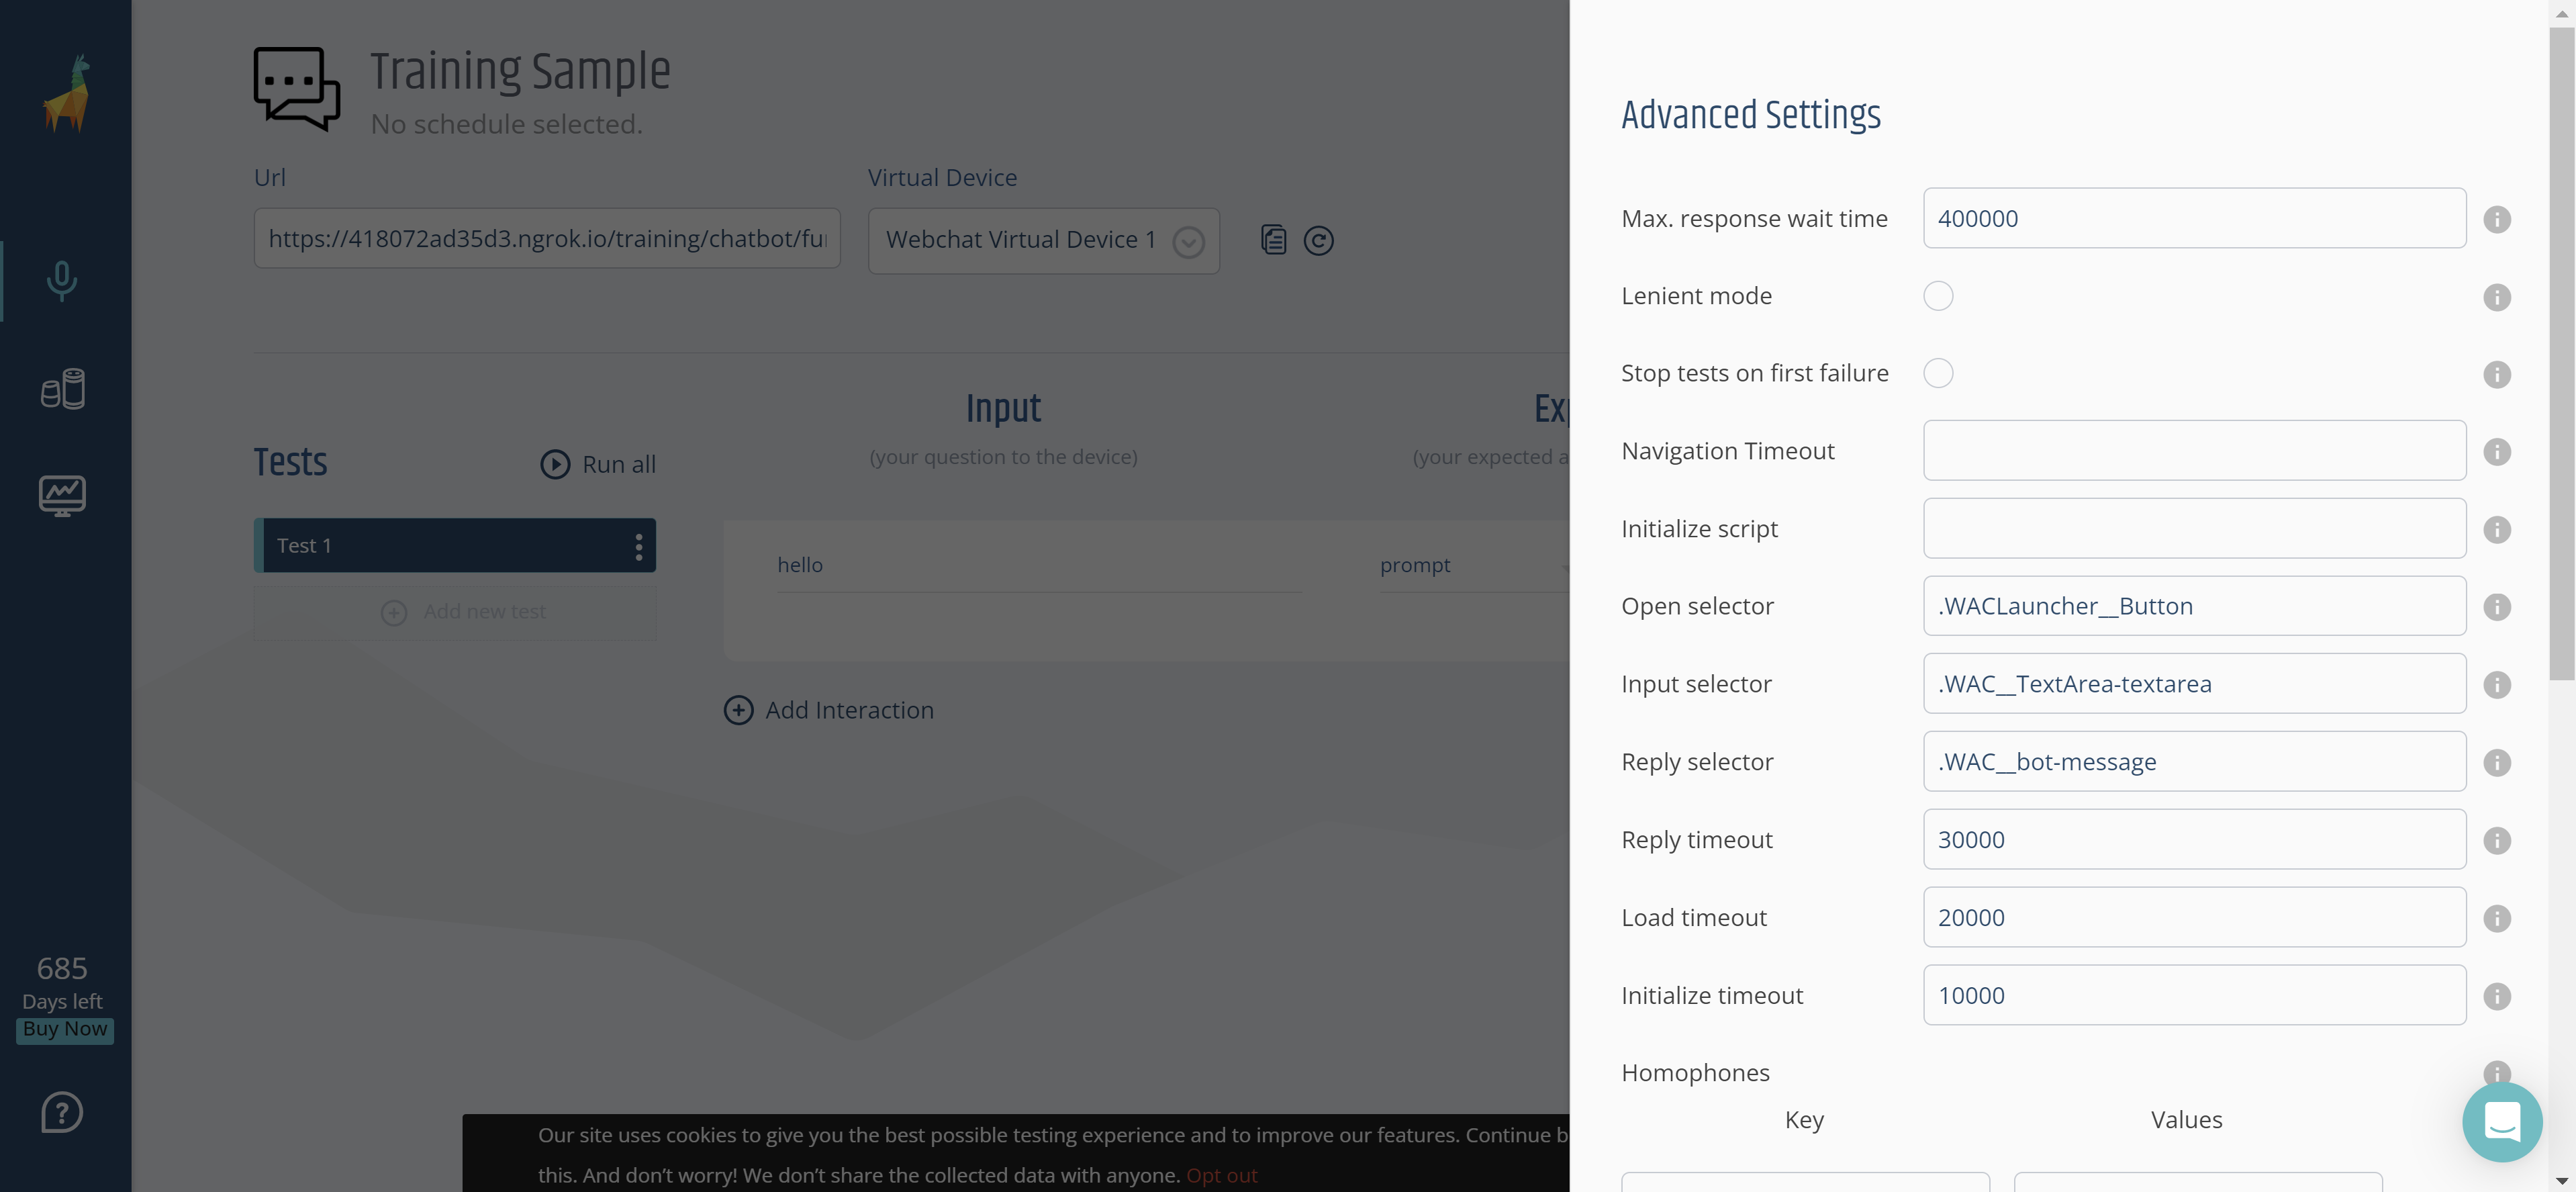 Training Sample
No schedule selected.
Url
Virtual Device
https://418072ad35d3.ngrok.io/training/chatbot/fu
Webchat Virtual Device 1
Input
(your question to the device)
Ex
(your expected a
Tests
Run all
Test 1
Add new test
hello
prompt
Add Interaction
685
Days left
Buy Now
?
Our site uses cookies to give you the best possible testing experience and to improve our features. Continue b
this. And don't worry! We don't share the collected data with anyone. Opt out
Advanced Settings
Max. response wait time
400000
Lenient mode
Stop tests on first failure
Navigation Timeout
Initialize script
Open selector
.WACLauncher__Button
Input selector
.WAC__TextArea-textarea
Reply selector
.WAC__bot-message
Reply timeout
30000
Load timeout
20000
Initialize timeout
10000
Homophones
Key
Values